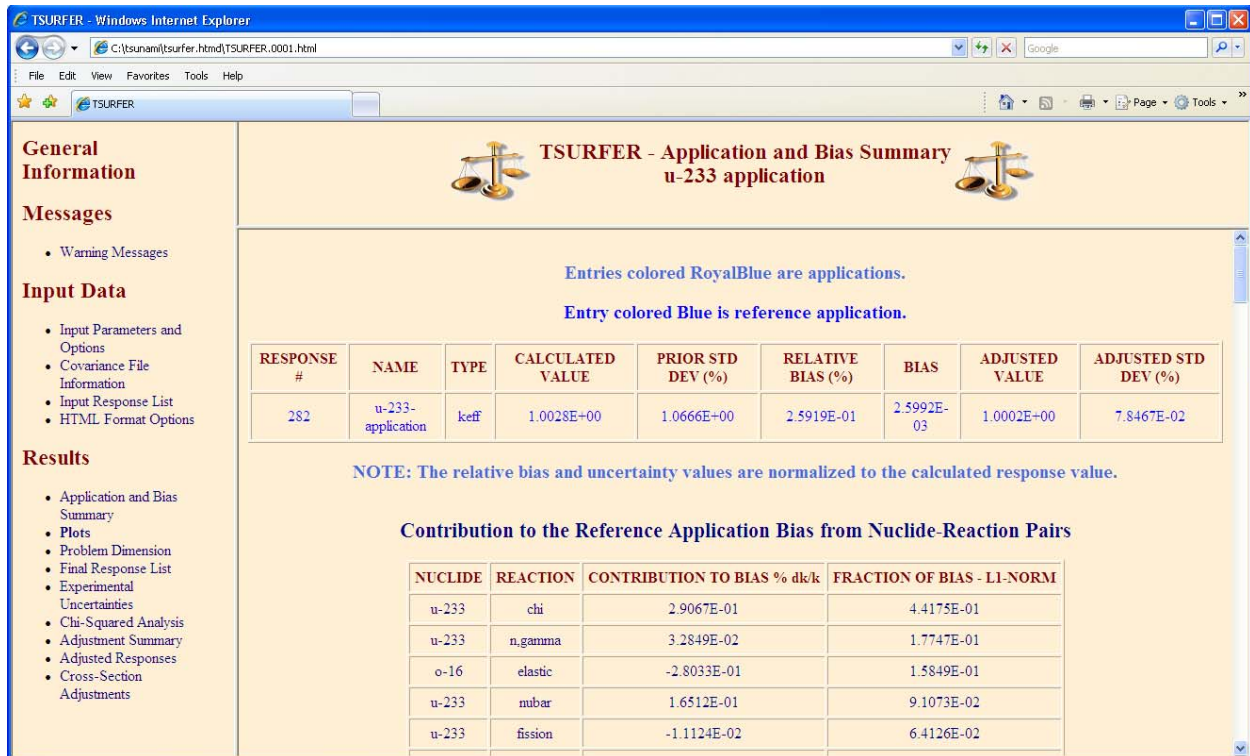 TSURFER - Windows Internet Explorer
C:\tsunami\tsurfer.htmd\TSURFER.0001.html
Google
File Edit View Favorites Tools Help
TSURFER
Page Tools »
General
Information
Messages
• Warning Messages
Input Data
• Input Parameters and
Options
• Covariance File
Information
• Input Response List
• HTML Format Options
Results
• Application and Bias
Summary
• Plots
• Problem Dimension
• Final Response List
• Experimental
Uncertainties
• Chi-Squared Analysis
• Adjustment Summary
• Adjusted Responses
• Cross-Section
Adjustments
TSURFER - Application and Bias Summary
u-233 application
Entries colored RoyalBlue are applications.
Entry colored Blue is reference application.
RESPONSE # NAME TYPE CALCULATED VALUE PRIOR STD DEV (%) RELATIVE BIAS (%) BIAS ADJUSTED VALUE ADJUSTED STD DEV (%)
282 u-233-application keff 1.0028E+00 1.0666E+00 2.5919E-01 2.5992E-03 1.0002E+00 7.8467E-02
NOTE: The relative bias and uncertainty values are normalized to the calculated response value.
Contribution to the Reference Application Bias from Nuclide-Reaction Pairs
NUCLIDE REACTION CONTRIBUTION TO BIAS % dk/k FRACTION OF BIAS - L1-NORM
u-233 chi 2.9067E-01 4.4175E-01
u-233 n,gamma 3.2849E-02 1.7747E-01
o-16 elastic -2.8033E-01 1.5849E-01
u-233 nubar 1.6512E-01 9.1073E-02
u-233 fission -1.1124E-02 6.4126E-02